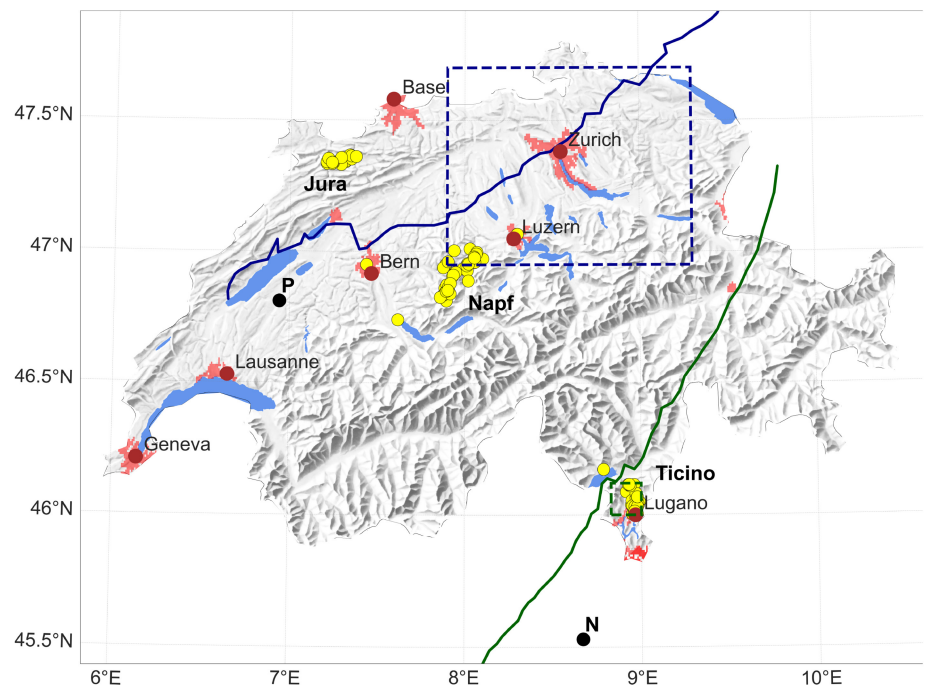 47.5°N
47°N
46.5°N
46°N
45.5°N
Base
Zurich
Jura
Luzern
Bern
P
Napf
Lausanne
Geneva
Ticino
Lugano
N
6°E
7°E
8°E
9°E
10°E